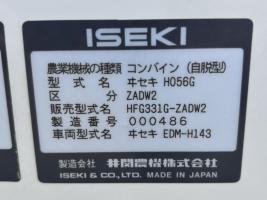 ISEKI
農業機械の種類 コンバイン (自脱型)
型式名 ヰセキ HO56G
区分 ZADW2
販売型式名 HFG331G-ZADW2
製造番号 000486
車両型式名 ヰセキ EDM-H143
製造会社 井関農機株式会社
ISEKI & CO., LTD. MADE IN JAPAN